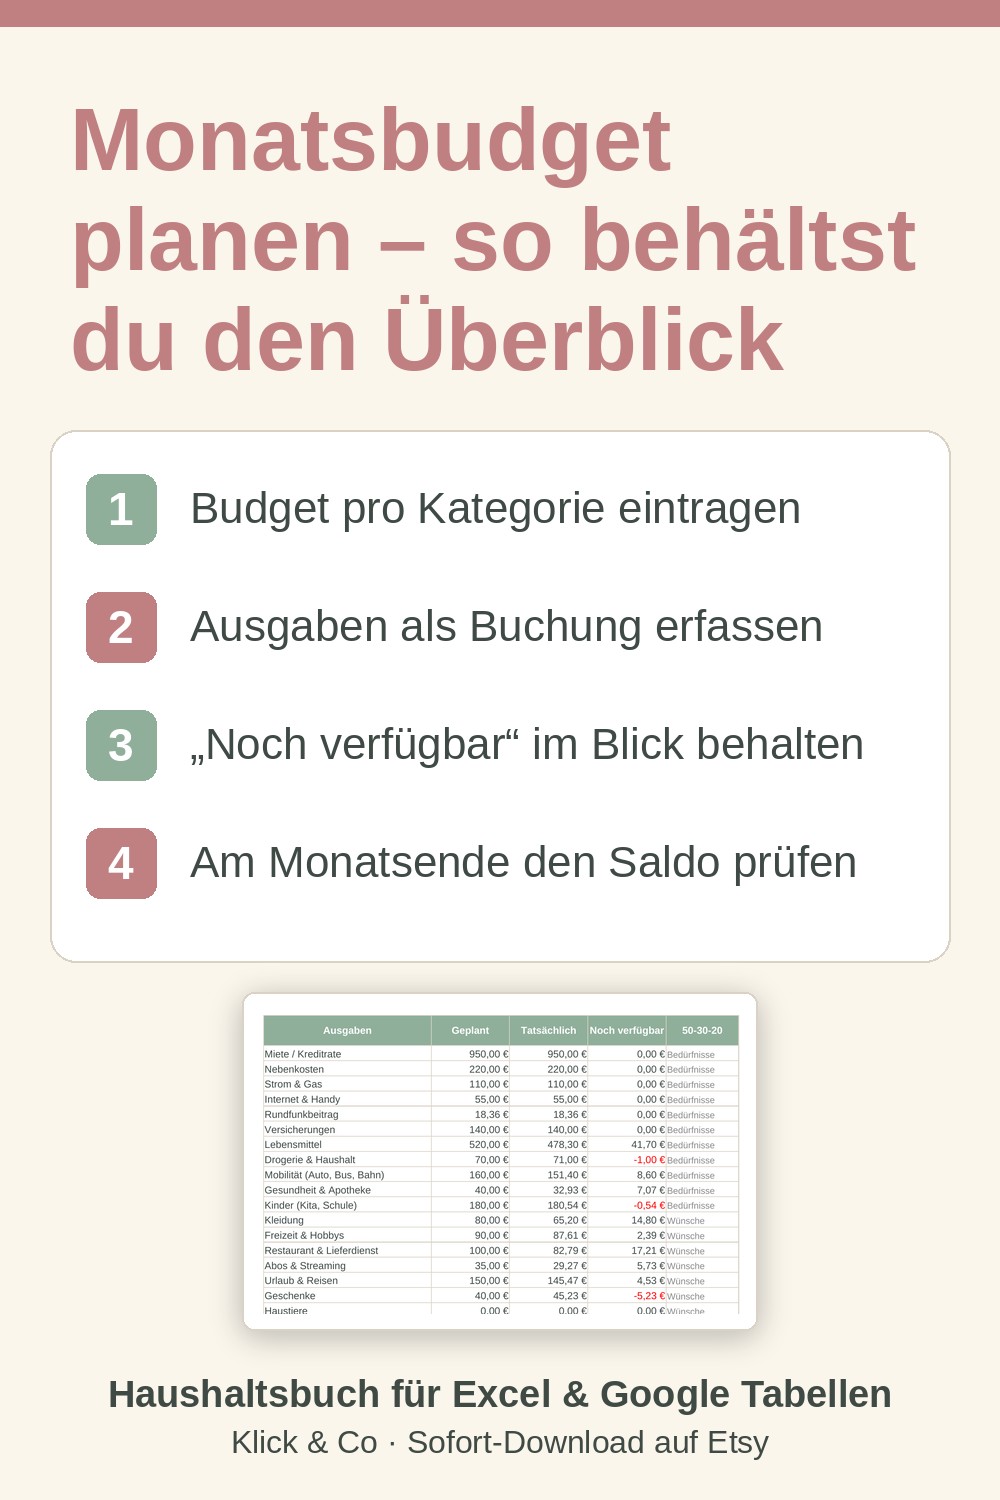 Monatsbudget
planen – so behältst
du den Überblick
1 Budget pro Kategorie eintragen
2 Ausgaben als Buchung erfassen
3 „Noch verfügbar“ im Blick behalten
4 Am Monatsende den Saldo prüfen
Ausgaben Geplant Tatsächlich Noch verfügbar 50-30-20
Miete / Kreditrate 950,00 € 950,00 € 0,00 € Bedürfnisse
Nebenkosten 220,00 € 220,00 € 0,00 € Bedürfnisse
Strom & Gas 110,00 € 110,00 € 0,00 € Bedürfnisse
Internet & Handy 55,00 € 55,00 € 0,00 € Bedürfnisse
Rundfunkbeitrag 18,36 € 18,36 € 0,00 € Bedürfnisse
Versicherungen 140,00 € 140,00 € 0,00 € Bedürfnisse
Lebensmittel 520,00 € 478,30 € 41,70 € Bedürfnisse
Drogerie & Haushalt 70,00 € 71,00 € -1,00 € Bedürfnisse
Mobilität (Auto, Bus, Bahn) 160,00 € 151,40 € 8,60 € Bedürfnisse
Gesundheit & Apotheke 40,00 € 32,93 € 7,07 € Bedürfnisse
Kinder (Kita, Schule) 180,00 € 180,54 € -0,54 € Bedürfnisse
Kleidung 80,00 € 65,20 € 14,80 € Wünsche
Freizeit & Hobbys 90,00 € 87,61 € 2,39 € Wünsche
Restaurant & Lieferdienst 100,00 € 82,79 € 17,21 € Wünsche
Abos & Streaming 35,00 € 29,27 € 5,73 € Wünsche
Urlaub & Reisen 150,00 € 145,47 € 4,53 € Wünsche
Geschenke 40,00 € 45,23 € -5,23 € Wünsche
Haustiere 0,00 € 0,00 € 0,00 € Wünsche
Haushaltsbuch für Excel & Google Tabellen
Klick & Co · Sofort-Download auf Etsy